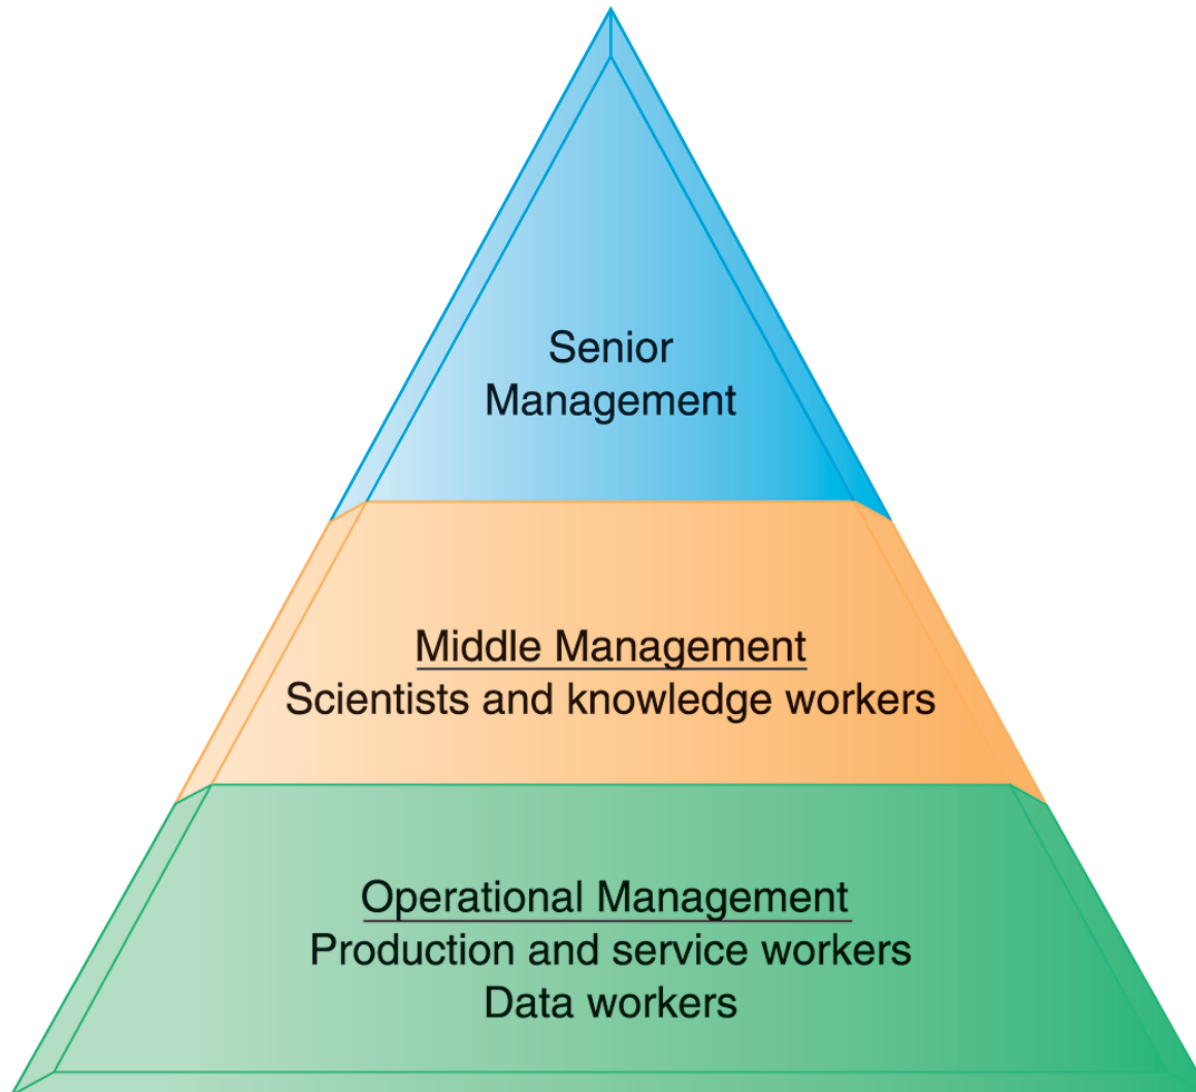 Senior
Management
Middle Management
Scientists and knowledge workers
Operational Management
Production and service workers
Data workers